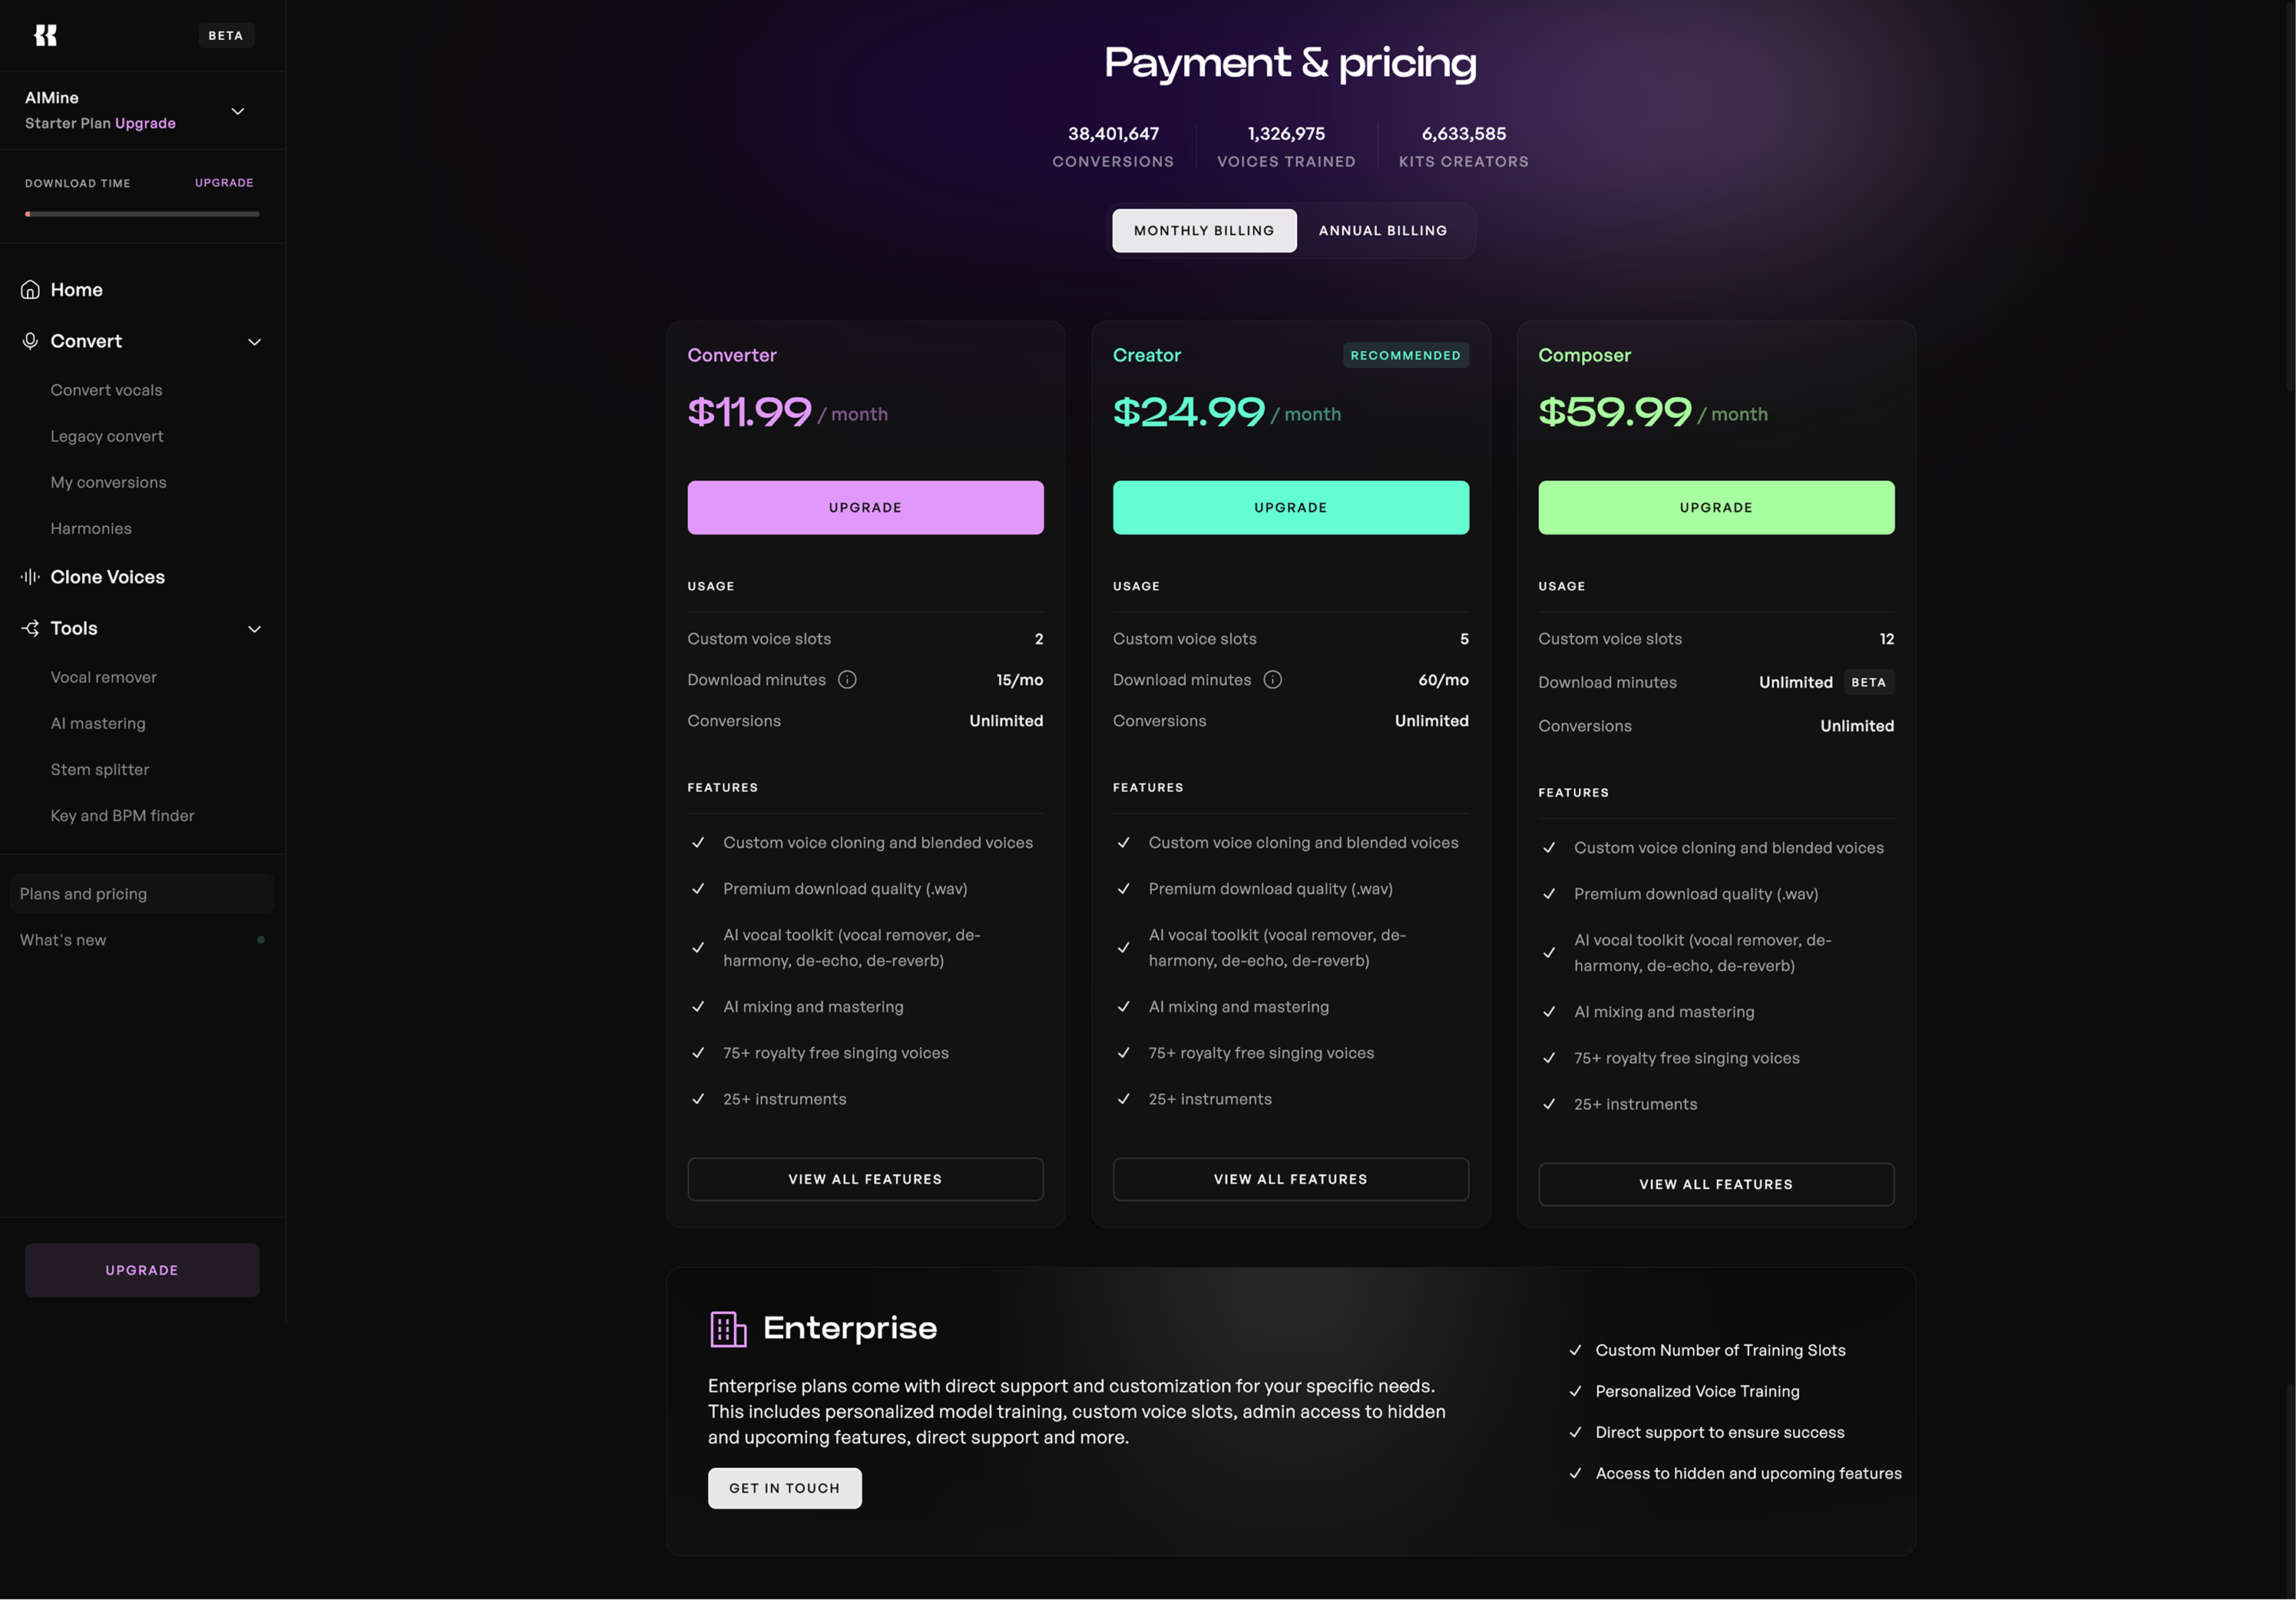 BETA
AIMine
Starter Plan Upgrade
DOWNLOAD TIME UPGRADE
Home
Convert
Convert vocals
Legacy convert
My conversions
Harmonies
Clone Voices
Tools
Vocal remover
AI mastering
Stem splitter
Key and BPM finder
Plans and pricing
What's new
UPGRADE
Payment & pricing
38,401,647
CONVERSIONS
1,326,975
VOICES TRAINED
6,633,585
KITS CREATORS
MONTHLY BILLING
ANNUAL BILLING
Converter
$11.99 / month
UPGRADE
USAGE
Custom voice slots 2
Download minutes 15/mo
Conversions Unlimited
FEATURES
Custom voice cloning and blended voices
Premium download quality (.wav)
AI vocal toolkit (vocal remover, de-
harmony, de-echo, de-reverb)
AI mixing and mastering
75+ royalty free singing voices
25+ instruments
VIEW ALL FEATURES
Creator RECOMMENDED
$24.99 / month
UPGRADE
USAGE
Custom voice slots 5
Download minutes 60/mo
Conversions Unlimited
FEATURES
Custom voice cloning and blended voices
Premium download quality (.wav)
AI vocal toolkit (vocal remover, de-
harmony, de-echo, de-reverb)
AI mixing and mastering
75+ royalty free singing voices
25+ instruments
VIEW ALL FEATURES
Composer
$59.99 / month
UPGRADE
USAGE
Custom voice slots 12
Download minutes Unlimited BETA
Conversions Unlimited
FEATURES
Custom voice cloning and blended voices
Premium download quality (.wav)
AI vocal toolkit (vocal remover, de-
harmony, de-echo, de-reverb)
AI mixing and mastering
75+ royalty free singing voices
25+ instruments
VIEW ALL FEATURES
Enterprise
Enterprise plans come with direct support and customization for your specific needs.
This includes personalized model training, custom voice slots, admin access to hidden
and upcoming features, direct support and more.
GET IN TOUCH
Custom Number of Training Slots
Personalized Voice Training
Direct support to ensure success
Access to hidden and upcoming features